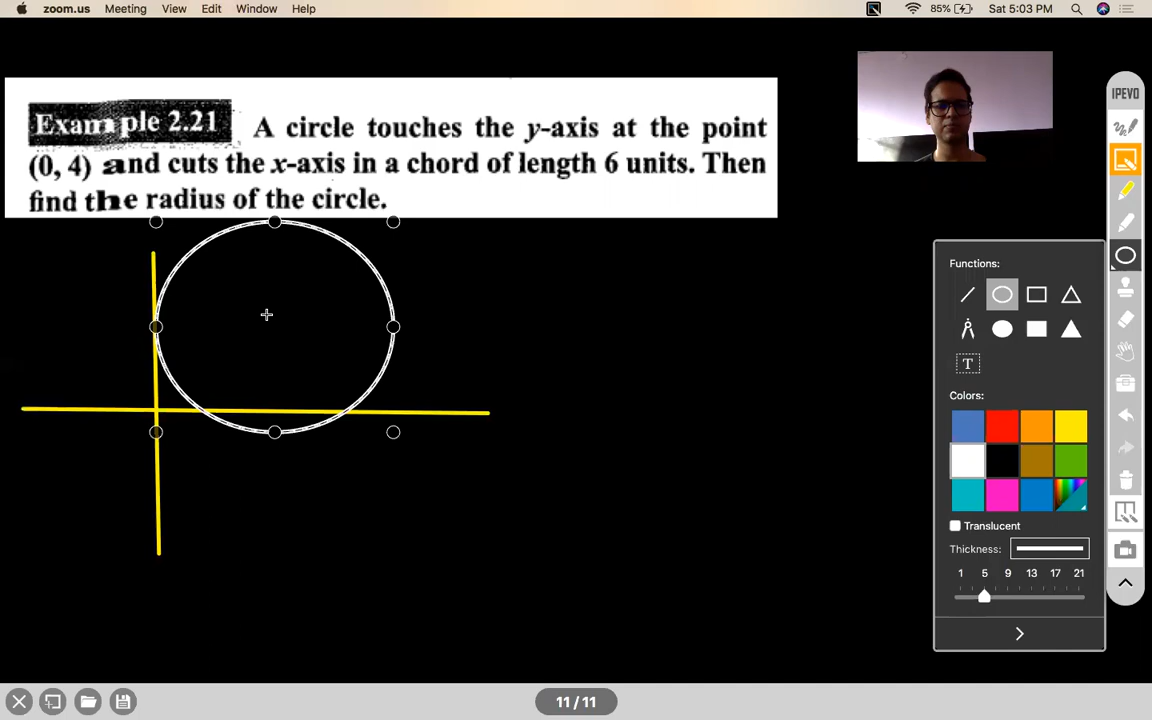 zoom.us Meeting View Edit Window Help 85% Sat 5:03 PM
Example 2.21 A circle touches the y-axis at the point
(0, 4) and cuts the x-axis in a chord of length 6 units. Then
find the radius of the circle.
IPEVO
Functions:
T
Colors:
Translucent
Thickness:
1 5 9 13 17 21
11 / 11